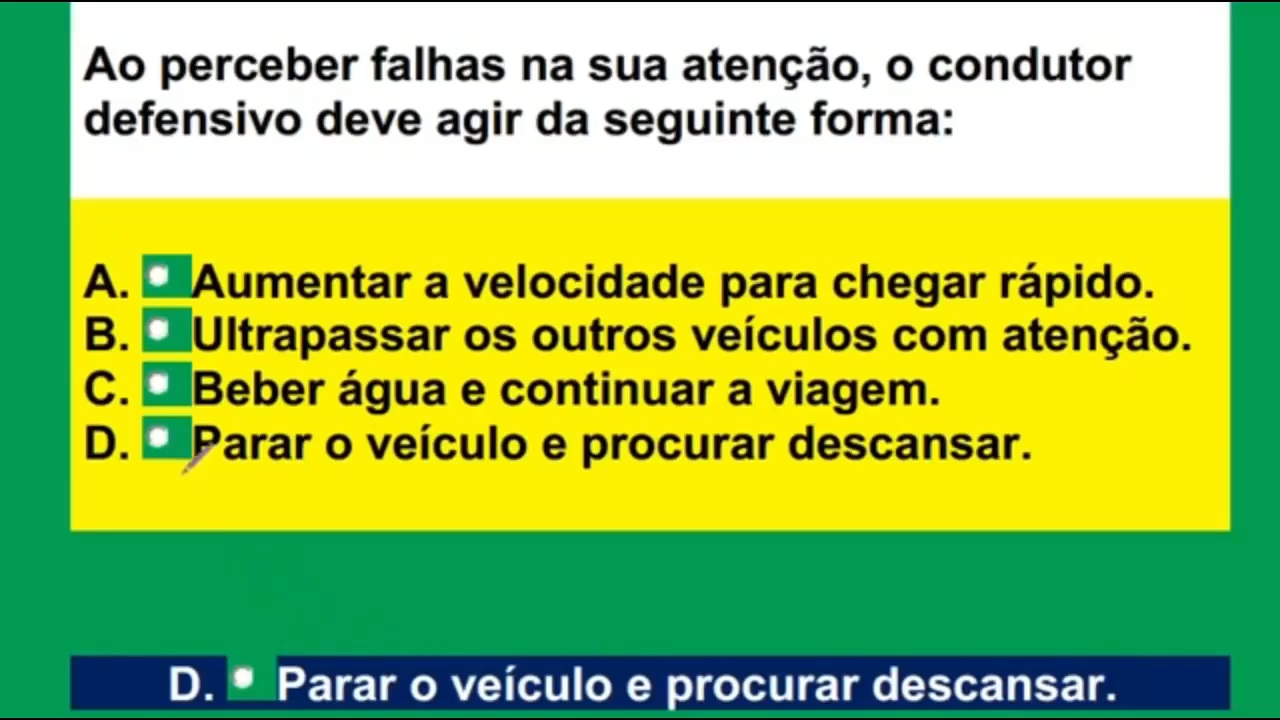 Ao perceber falhas na sua atenção, o condutor
defensivo deve agir da seguinte forma:
A. Aumentar a velocidade para chegar rápido.
B. Ultrapassar os outros veículos com atenção.
C. Beber água e continuar a viagem.
D. Parar o veículo e procurar descansar.
D. Parar o veículo e procurar descansar.